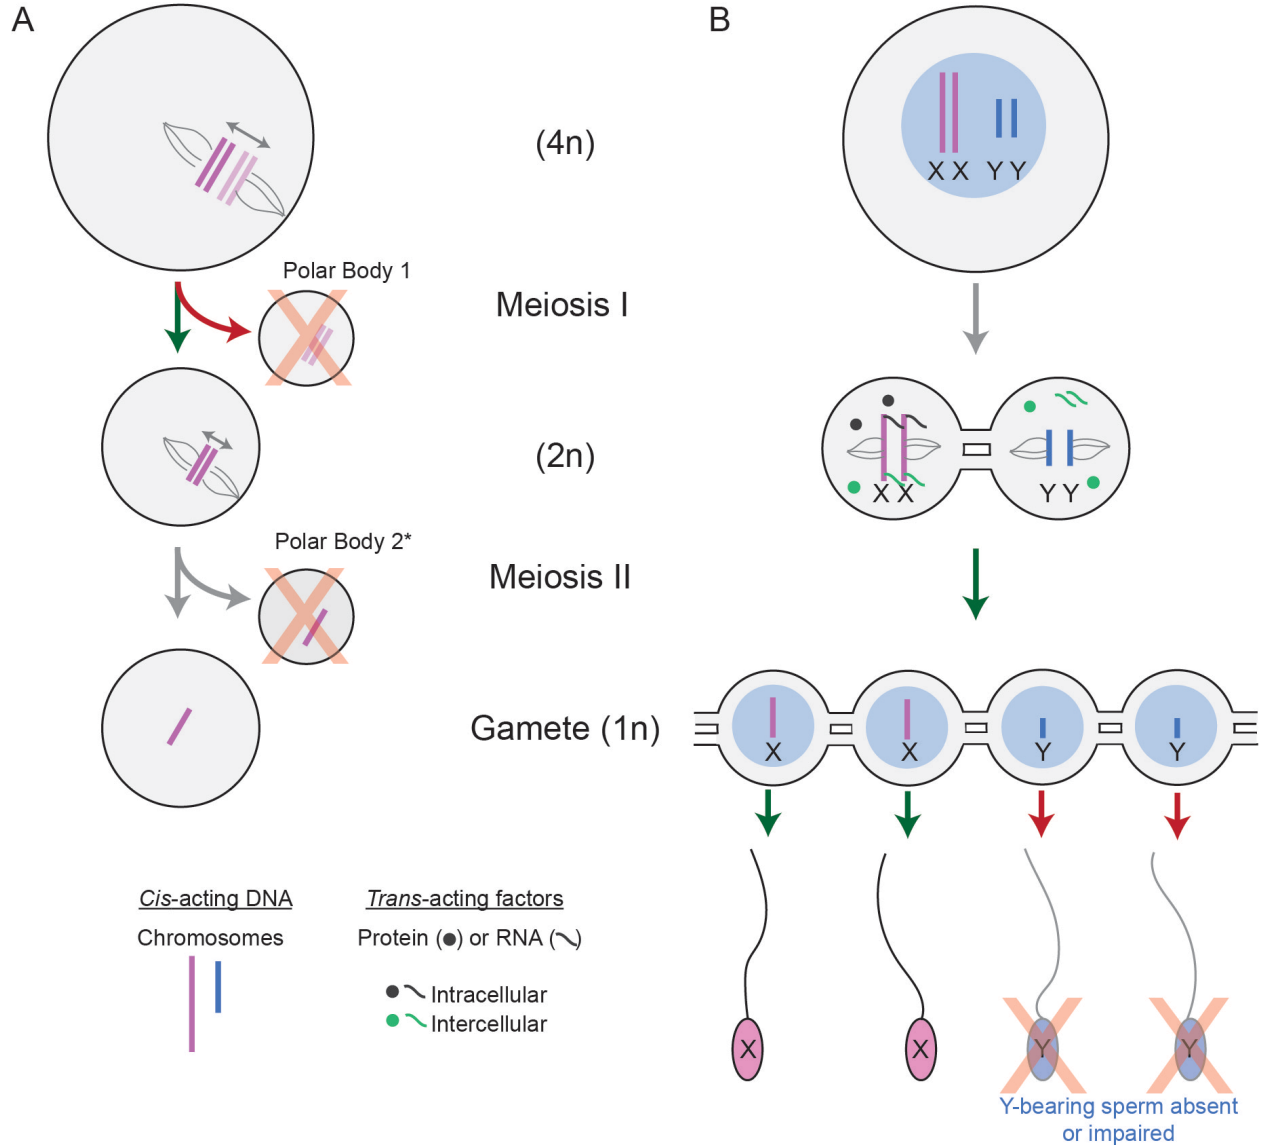 A
B
(4n)
X X Y Y
Polar Body 1
Meiosis I
(2n)
X X
Y Y
Polar Body 2*
Meiosis II
Gamete (1n)
X
X
Y
Y
Cis-acting DNA
Chromosomes
Trans-acting factors
Protein (●) or RNA (~)
Intracellular
Intercellular
X
X
Y
Y
Y-bearing sperm absent
or impaired